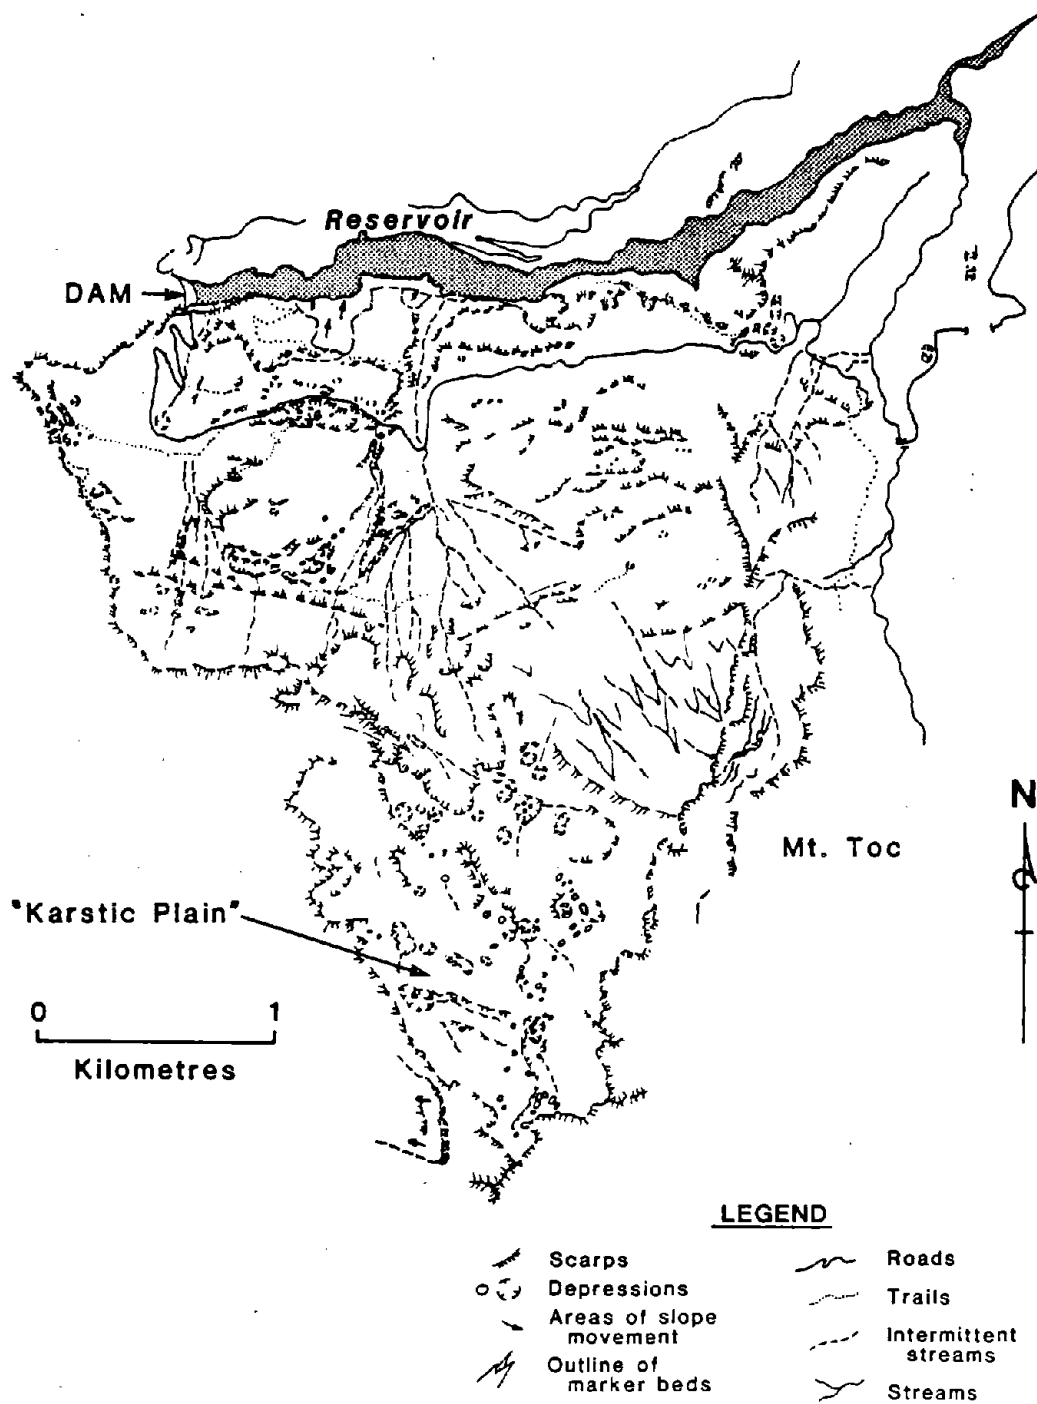 Reservoir
DAM
N
Mt. Toc
"Karstic Plain"
0 1
Kilometres
LEGEND
Scarps
Depressions
Areas of slope
movement
Outline of
marker beds
Roads
Trails
Intermittent
streams
Streams